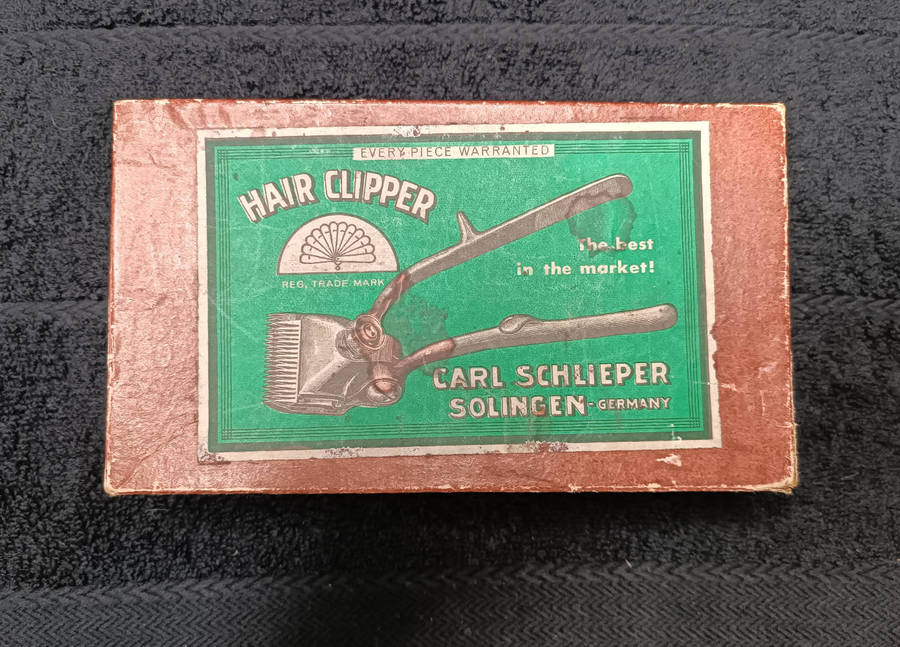 EVERY PIECE WARRANTED
HAIR CLIPPER
REG. TRADE MARK
The best
in the market!
CARL SCHLIEPER
SOLINGEN-GERMANY